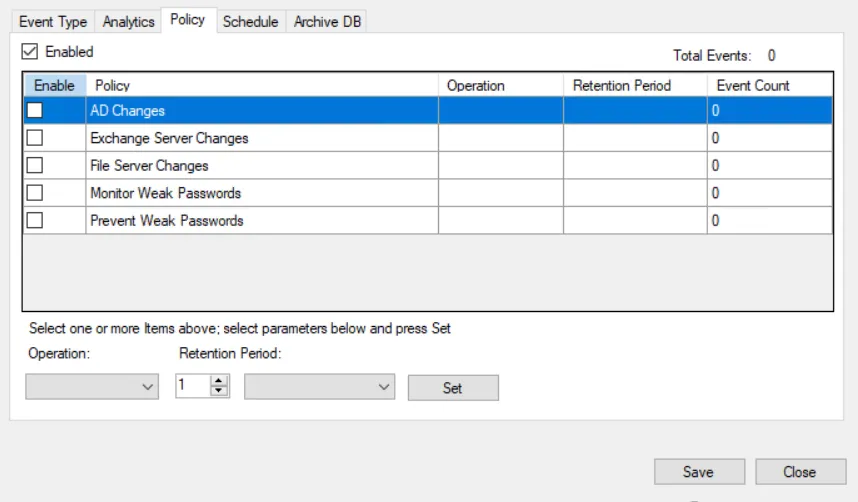 Event Type Analytics Policy Schedule Archive DB
Enabled
Total Events: 0
Enable Policy Operation Retention Period Event Count
AD Changes 0
Exchange Server Changes 0
File Server Changes 0
Monitor Weak Passwords 0
Prevent Weak Passwords 0
Select one or more Items above; select parameters below and press Set
Operation: Retention Period:
1 Set
Save Close